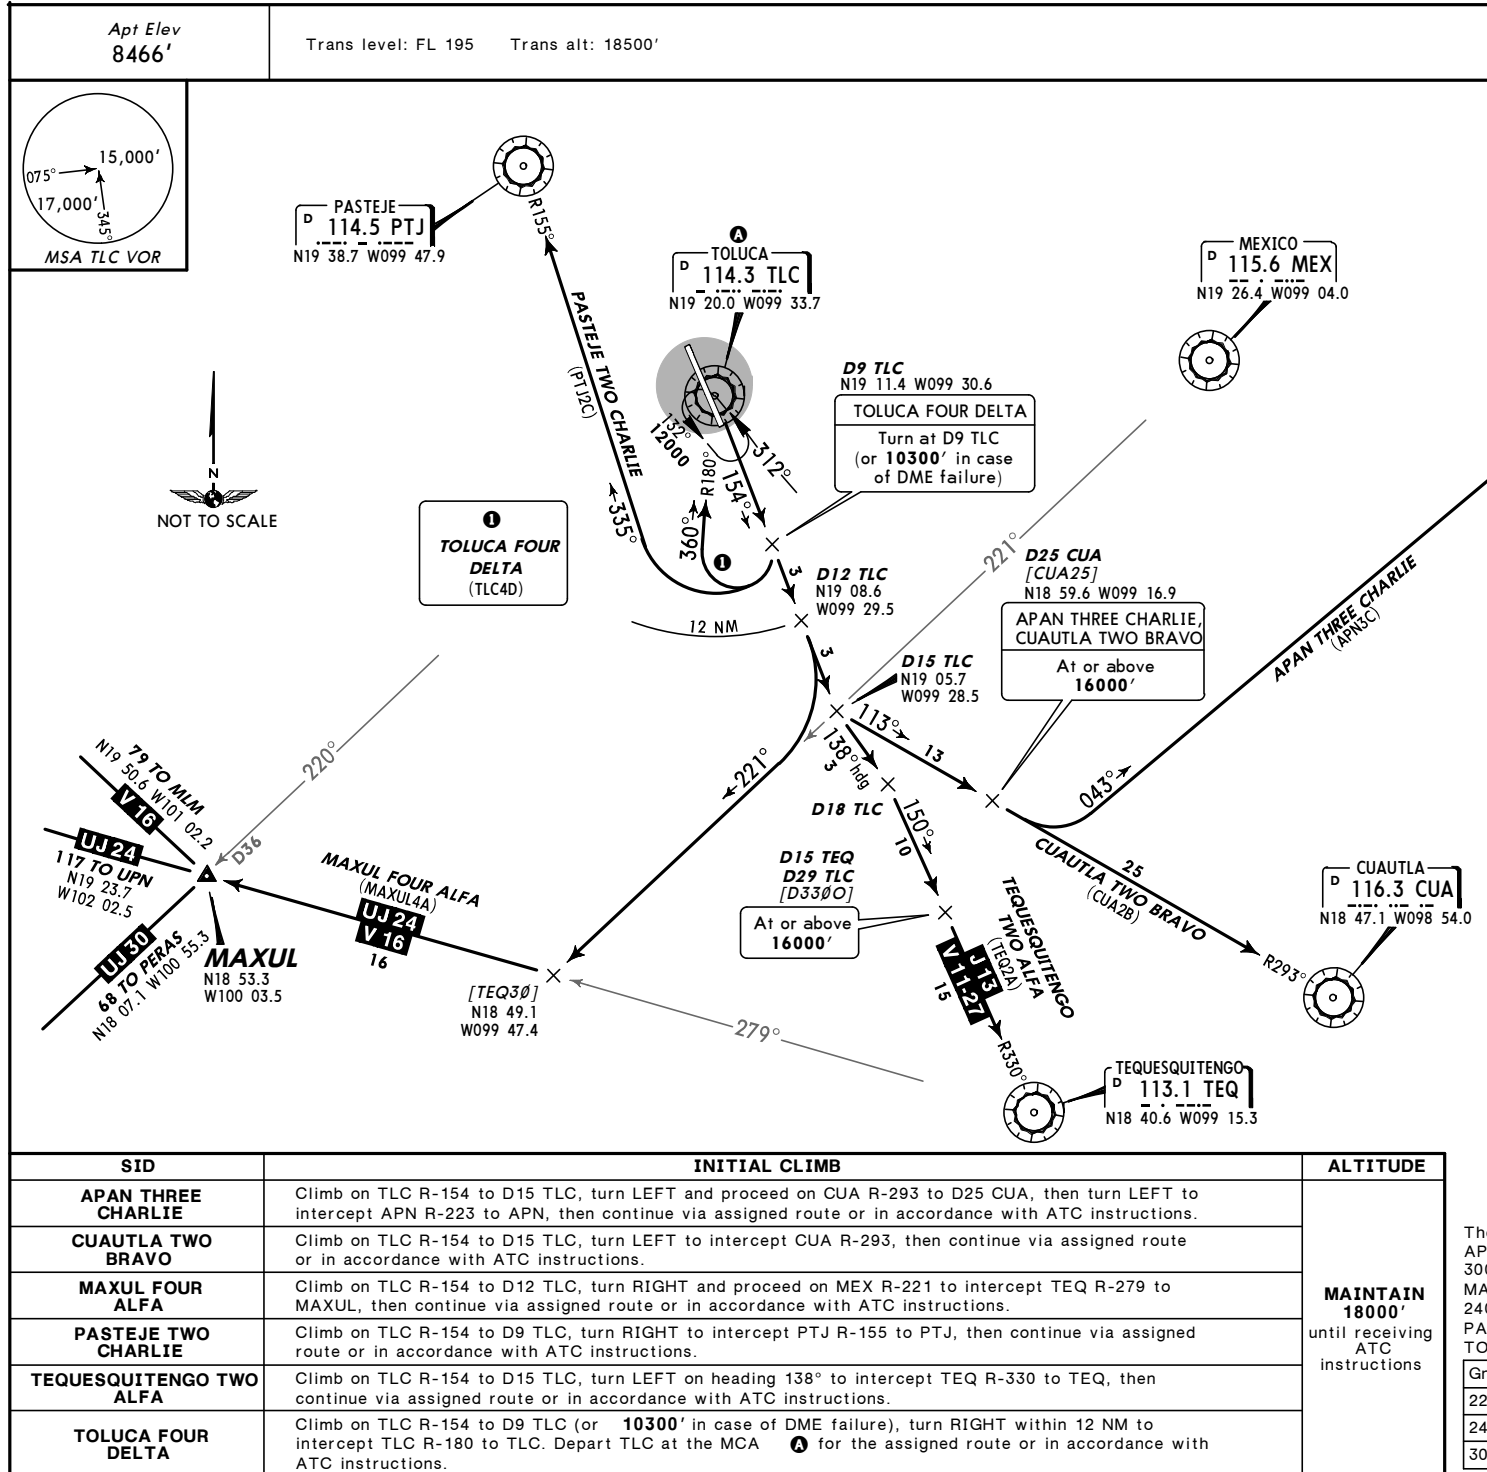 Apt Elev
8466'
Trans level: FL 195 Trans alt: 18500'
15,000'
075°
17,000'
345°
MSA TLC VOR
PASTEJE
D 114.5 PTJ
N19 38.7 W099 47.9
R155°
A
TOLUCA
D 114.3 TLC
N19 20.0 W099 33.7
MEXICO
D 115.6 MEX
N19 26.4 W099 04.0
D9 TLC
N19 11.4 W099 30.6
TOLUCA FOUR DELTA
Turn at D9 TLC
(or 10300' in case
of DME failure)
PASTEJE TWO CHARLIE
(PTJ2C)
335°
132°
12000
312°
R180°
360°
154°
1
N
NOT TO SCALE
1
TOLUCA FOUR
DELTA
(TLC4D)
3
D12 TLC
N19 08.6
W099 29.5
12 NM
3
221°
D25 CUA
[CUA25]
N18 59.6 W099 16.9
APAN THREE CHARLIE,
CUAUTLA TWO BRAVO
At or above
16000'
APAN THREE CHARLIE
(APN3C)
043°
D15 TLC
N19 05.7
W099 28.5
113°
13
138° hdg
3
D18 TLC
150°
10
221°
220°
D36
79 TO MLM
N19 50.6 W101 02.2
V 16
UJ 24
117 TO UPN
N19 23.7
W102 02.5
UJ 30
68 TO PERAS
N18 07.1 W100 55.3
MAXUL
N18 53.3
W100 03.5
MAXUL FOUR ALFA
(MAXUL4A)
UJ 24
V 16
16
[TEQ3Ø]
N18 49.1
W099 47.4
279°
D15 TEQ
D29 TLC
[D33ØO]
At or above
16000'
TEQUESQUITENGO
TWO ALFA
(TEQ2A)
J 13
V 11-27
15
R330°
25
CUAUTLA TWO BRAVO
(CUA2B)
R293°
CUAUTLA
D 116.3 CUA
N18 47.1 W098 54.0
TEQUESQUITENGO
D 113.1 TEQ
N18 40.6 W099 15.3
SID INITIAL CLIMB ALTITUDE
APAN THREE
CHARLIE
Climb on TLC R-154 to D15 TLC, turn LEFT and proceed on CUA R-293 to D25 CUA, then turn LEFT to
intercept APN R-223 to APN, then continue via assigned route or in accordance with ATC instructions.
CUAUTLA TWO
BRAVO
Climb on TLC R-154 to D15 TLC, turn LEFT to intercept CUA R-293, then continue via assigned route
or in accordance with ATC instructions.
MAXUL FOUR
ALFA
Climb on TLC R-154 to D12 TLC, turn RIGHT and proceed on MEX R-221 to intercept TEQ R-279 to
MAXUL, then continue via assigned route or in accordance with ATC instructions.
PASTEJE TWO
CHARLIE
Climb on TLC R-154 to D9 TLC, turn RIGHT to intercept PTJ R-155 to PTJ, then continue via assigned
route or in accordance with ATC instructions.
TEQUESQUITENGO TWO
ALFA
Climb on TLC R-154 to D15 TLC, turn LEFT on heading 138° to intercept TEQ R-330 to TEQ, then
continue via assigned route or in accordance with ATC instructions.
TOLUCA FOUR
DELTA
Climb on TLC R-154 to D9 TLC (or 10300' in case of DME failure), turn RIGHT within 12 NM to
intercept TLC R-180 to TLC. Depart TLC at the MCA A for the assigned route or in accordance with
ATC instructions.
MAINTAIN
18000'
until receiving
ATC
instructions